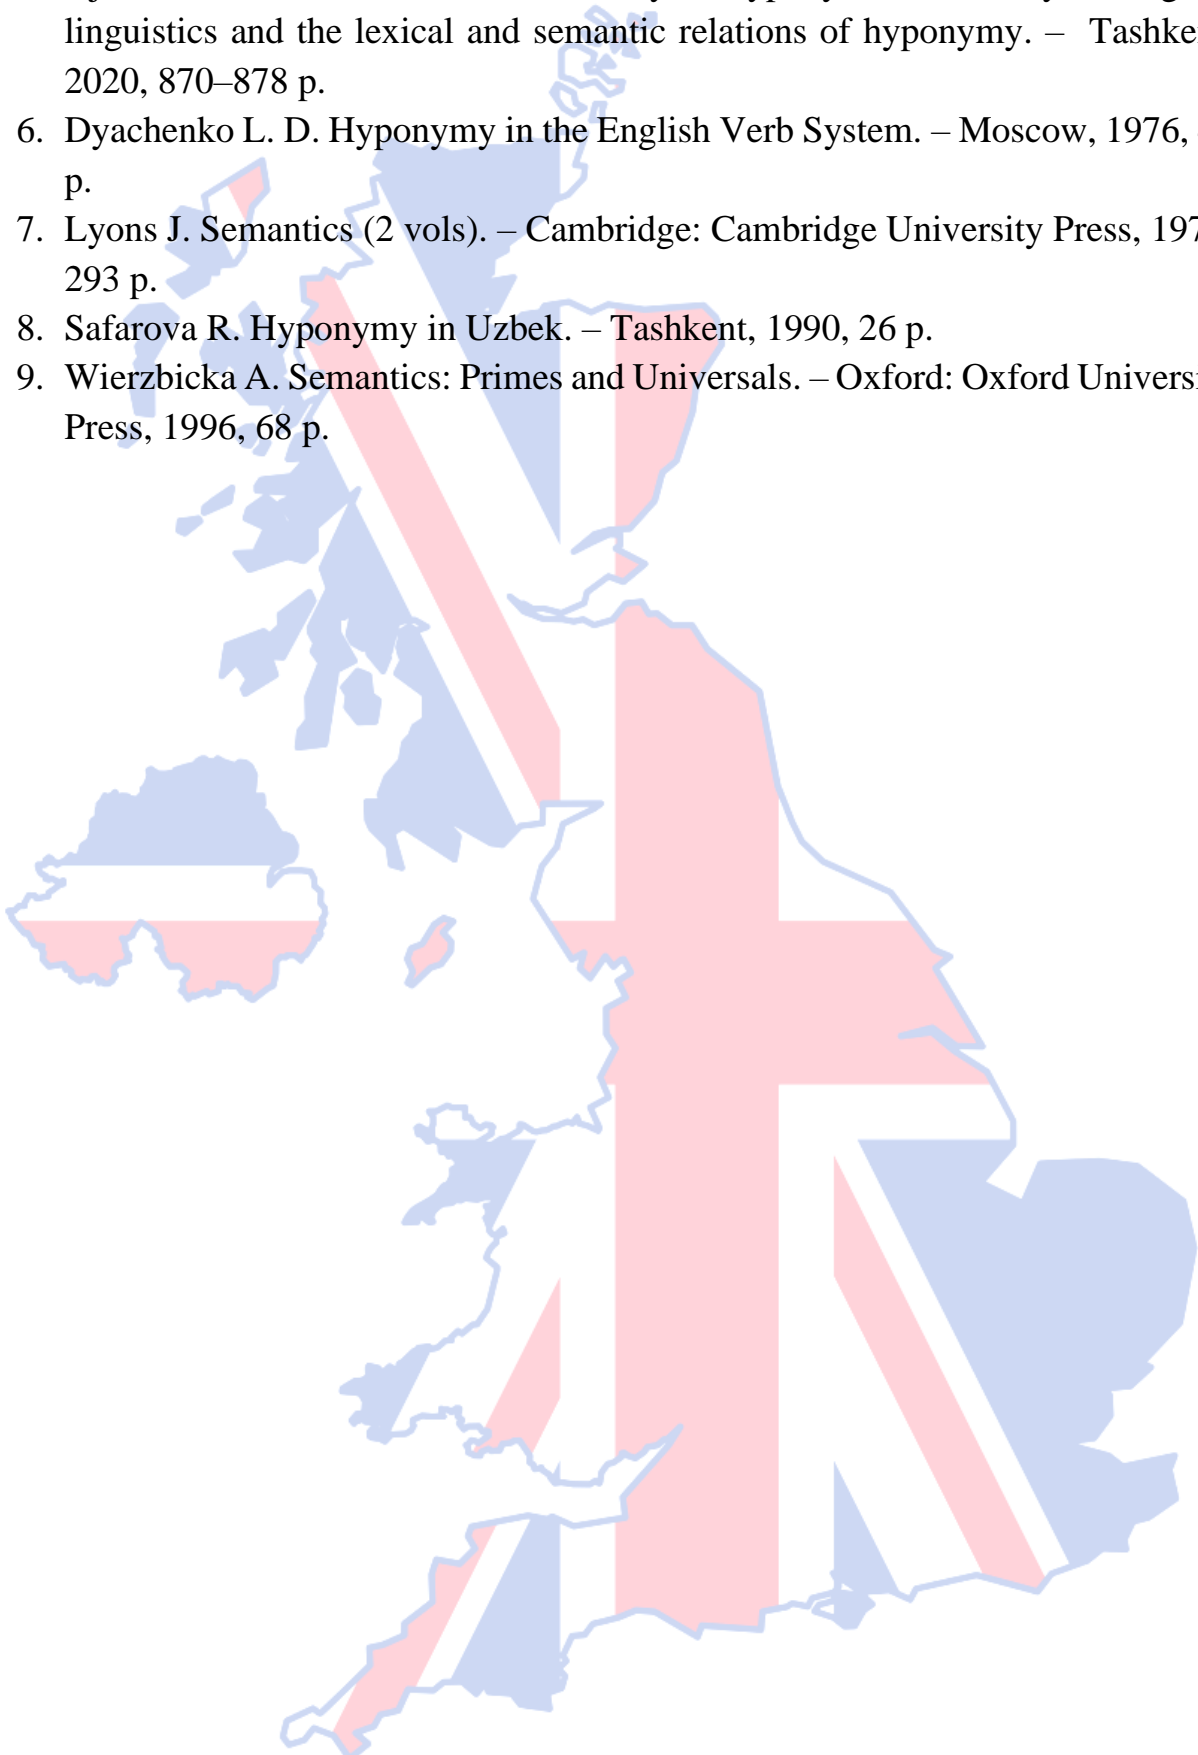 linguistics and the lexical and semantic relations of hyponymy. – Tashke
2020, 870–878 p.
6. Dyachenko L. D. Hyponymy in the English Verb System. – Moscow, 1976,
p.
7. Lyons J. Semantics (2 vols). – Cambridge: Cambridge University Press, 197
293 p.
8. Safarova R. Hyponymy in Uzbek. – Tashkent, 1990, 26 p.
9. Wierzbicka A. Semantics: Primes and Universals. – Oxford: Oxford Universi
Press, 1996, 68 p.